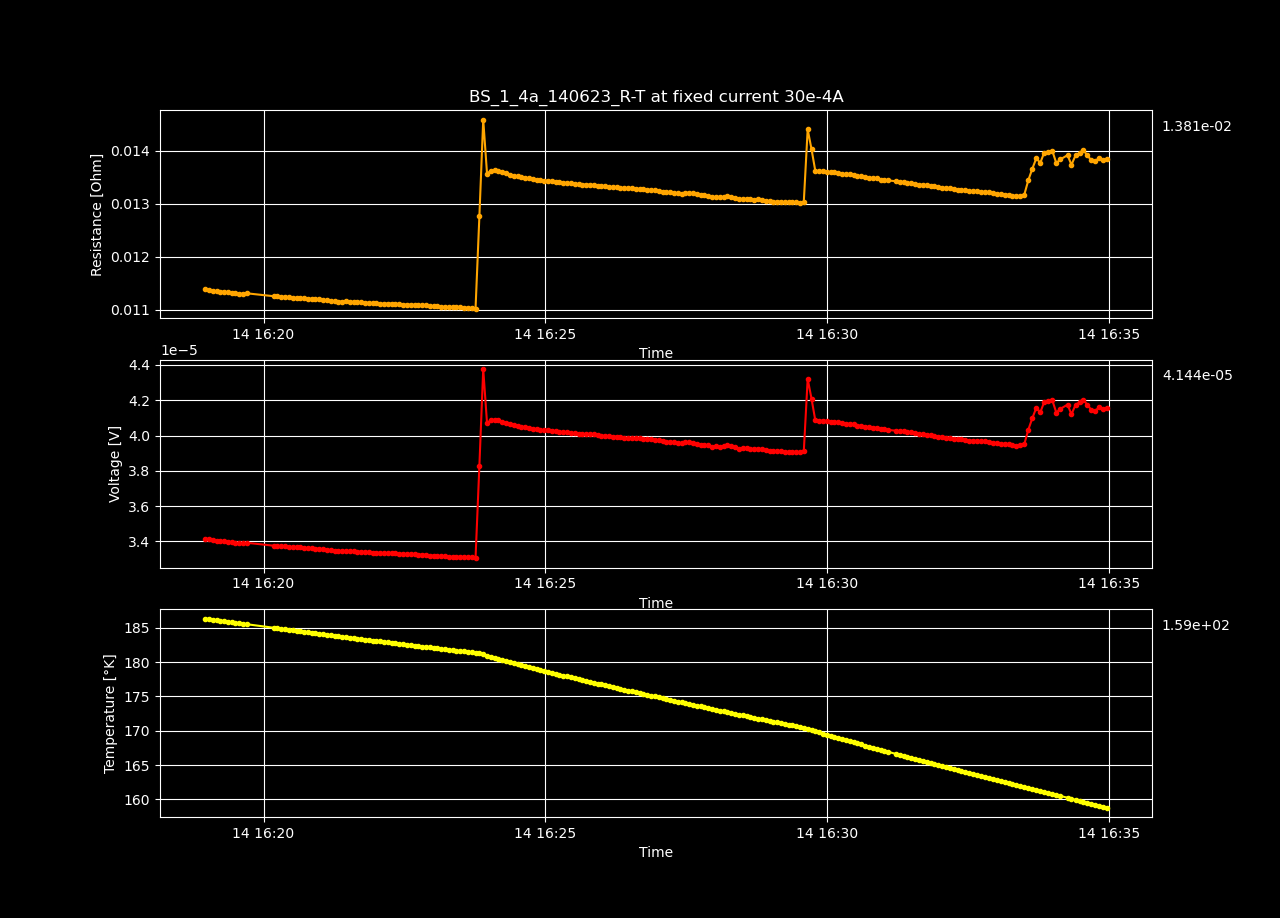 BS_1_4a_140623_R-T at fixed current 30e-4A
1.381e-02
Resistance [Ohm]
0.014
0.013
0.012
0.011
14 16:20
14 16:25
14 16:30
14 16:35
Time
1e−5
4.144e-05
Voltage [V]
4.4
4.2
4.0
3.8
3.6
3.4
14 16:20
14 16:25
14 16:30
14 16:35
Time
1.59e+02
Temperature [°K]
185
180
175
170
165
160
14 16:20
14 16:25
14 16:30
14 16:35
Time